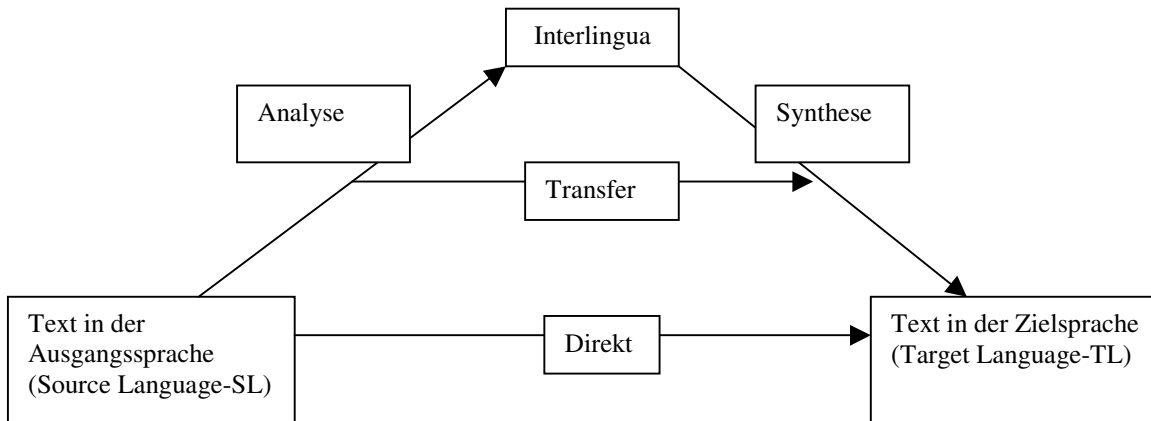 Interlingua
Analyse
Synthese
Transfer
Text in der
Ausgangssprache
(Source Language-SL)
Direkt
Text in der Zielsprache
(Target Language-TL)